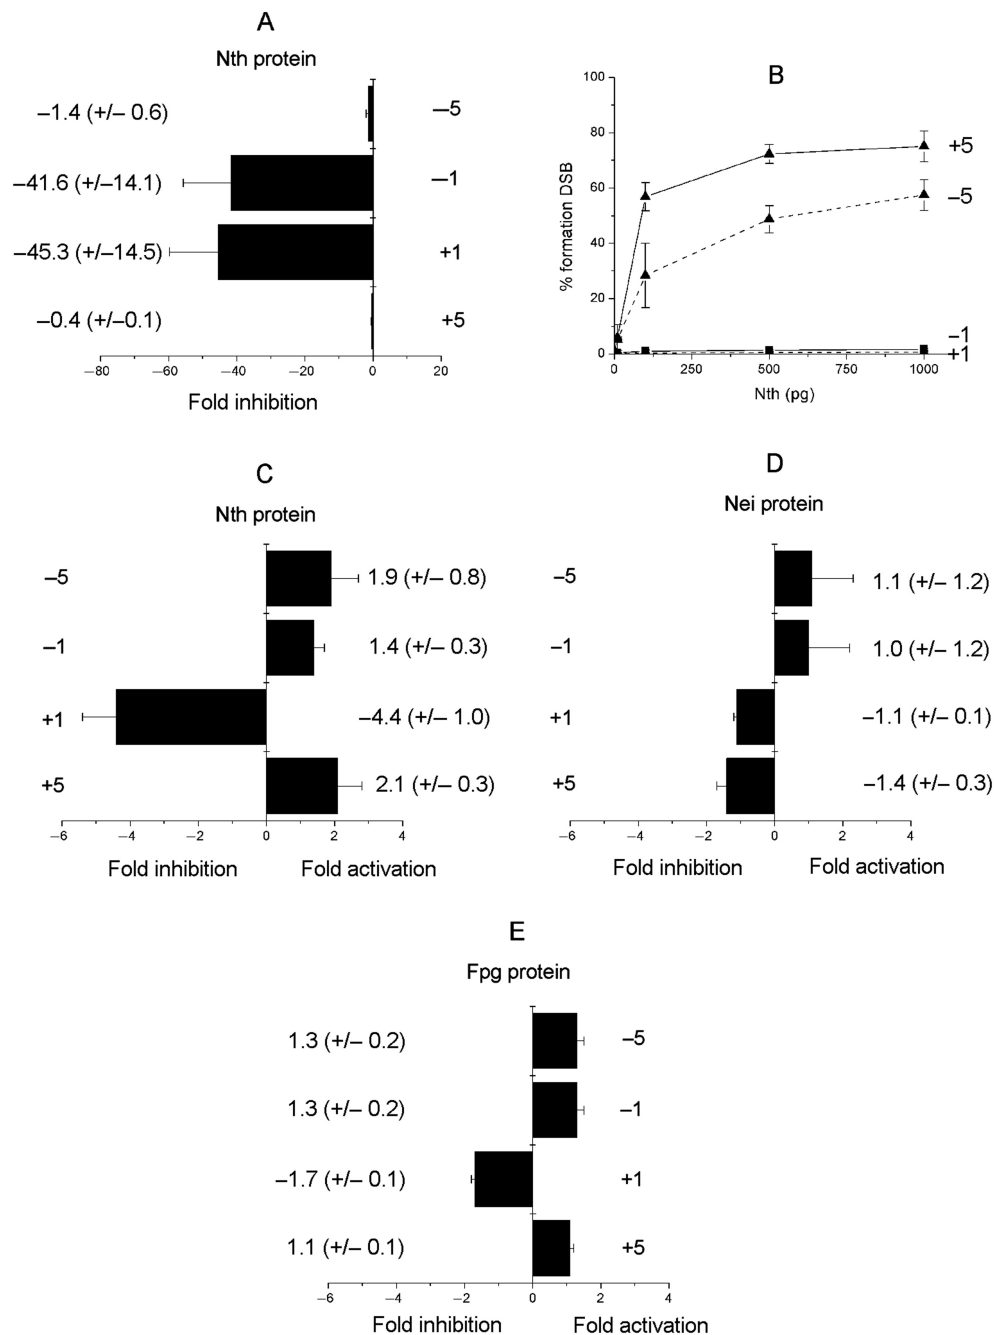 A
Nth protein
–1.4 (+/– 0.6) –5
–41.6 (+/–14.1) –1
–45.3 (+/–14.5) +1
–0.4 (+/–0.1) +5
–80 –60 –40 –20 0 20
Fold inhibition
B
100
80
60
40
20
0
% formation DSB
+5
–5
–1
+1
0 250 500 750 1000
Nth (pg)
C
Nth protein
–5 1.9 (+/– 0.8)
–1 1.4 (+/– 0.3)
+1 –4.4 (+/– 1.0)
+5 2.1 (+/– 0.3)
–6 –4 –2 0 2 4
Fold inhibition Fold activation
D
Nei protein
–5 1.1 (+/– 1.2)
–1 1.0 (+/– 1.2)
+1 –1.1 (+/– 0.1)
+5 –1.4 (+/– 0.3)
–6 –4 –2 0 2 4
Fold inhibition Fold activation
E
Fpg protein
1.3 (+/– 0.2) –5
1.3 (+/– 0.2) –1
–1.7 (+/– 0.1) +1
1.1 (+/– 0.1) +5
–6 –4 –2 0 2 4
Fold inhibition Fold activation